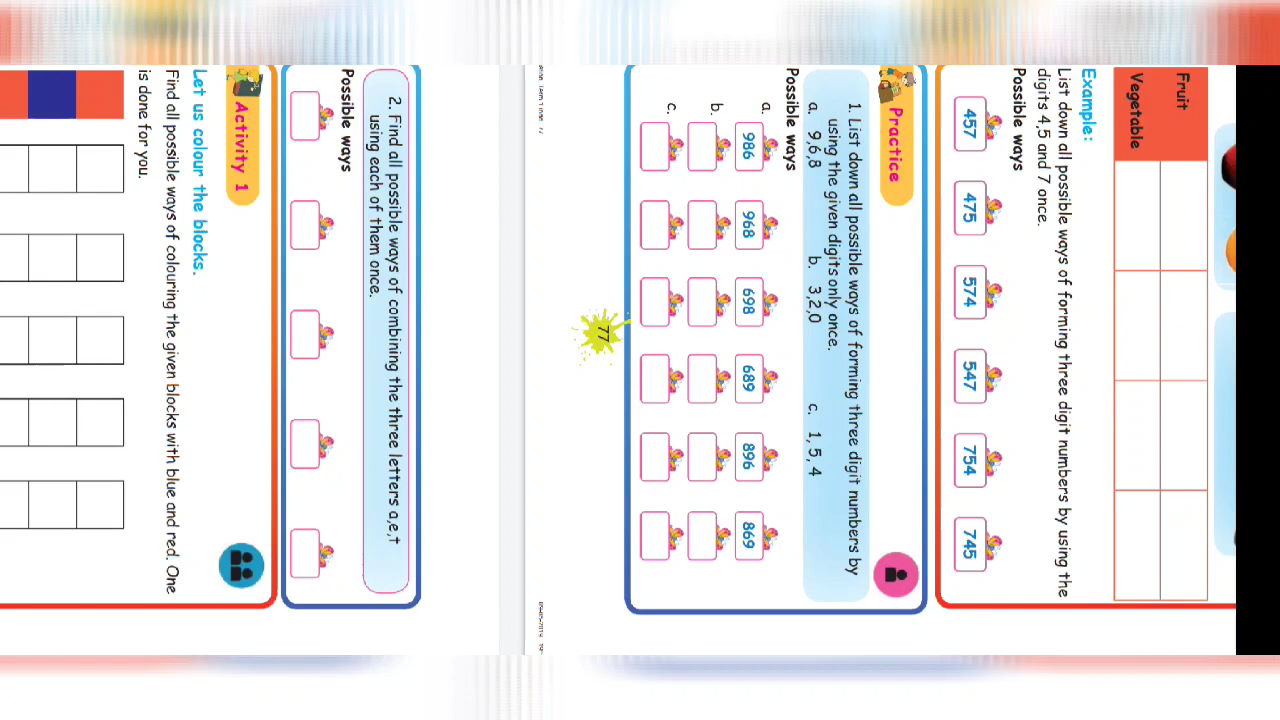 Fruit
Vegetable
Example:
List down all possible ways of forming three digit numbers by using the
digits 4,5 and 7 once.
Possible ways
457 475 574 547 754 745
Practice
1. List down all possible ways of forming three digit numbers by
using the given digits only once.
a. 9,6,8 b. 3,2,0 c. 1, 5, 4
Possible ways
a. 986 968 698 689 896 869
b.
c.
77
2. Find all possible ways of combining the three letters a,e,t
using each of them once.
Possible ways
Activity 1
Let us colour the blocks.
Find all possible ways of colouring the given blocks with blue and red. One
is done for you.